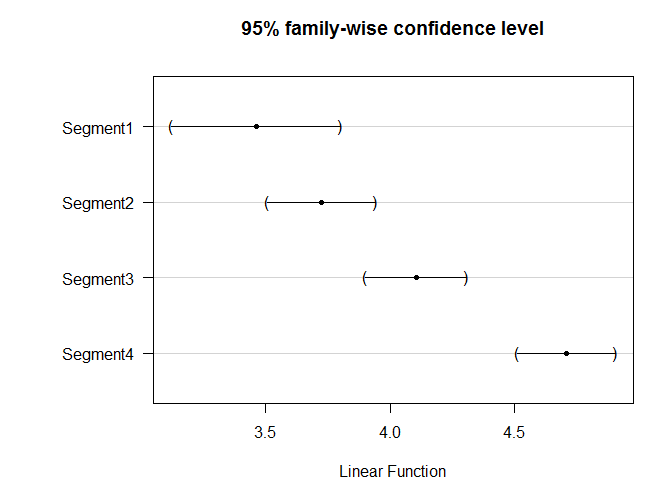 95% family-wise confidence level
Segment1
Segment2
Segment3
Segment4
3.5 4.0 4.5
Linear Function